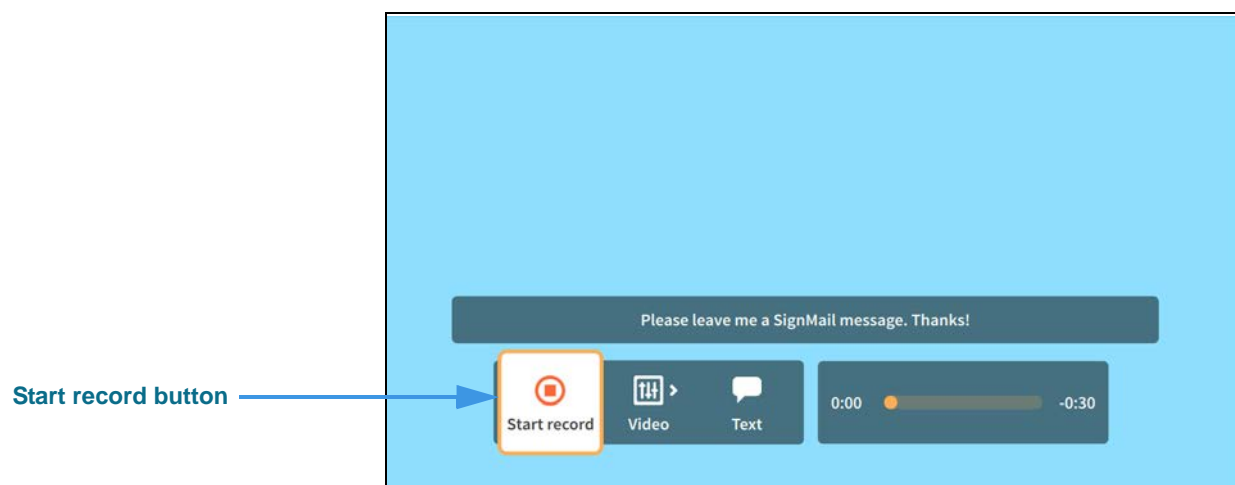 Please leave me a SignMail message. Thanks!
Start record button
Start record
Video
Text
0:00
-0:30